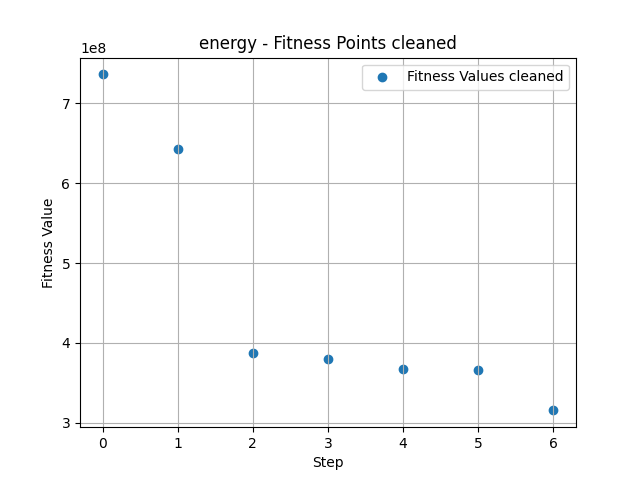 energy - Fitness Points cleaned
1e8
Fitness Values cleaned
7
6
5
4
3
Fitness Value
0 1 2 3 4 5 6
Step